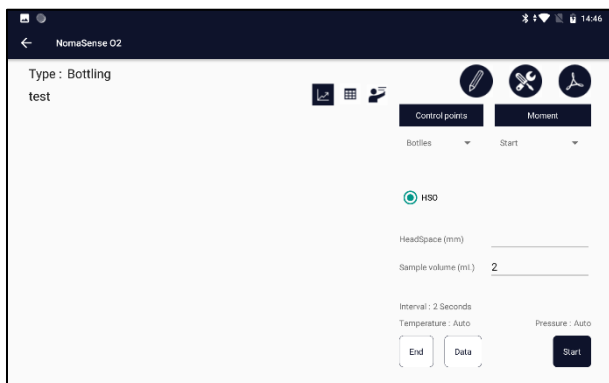 14:46
NomaSense O2
Type : Bottling
test
Control points
Moment
Botlles
Start
HSO
HeadSpace (mm)
Sample volume (ml.) 2
Interval : 2 Seconds
Temperature : Auto
Pressure : Auto
End
Data
Start